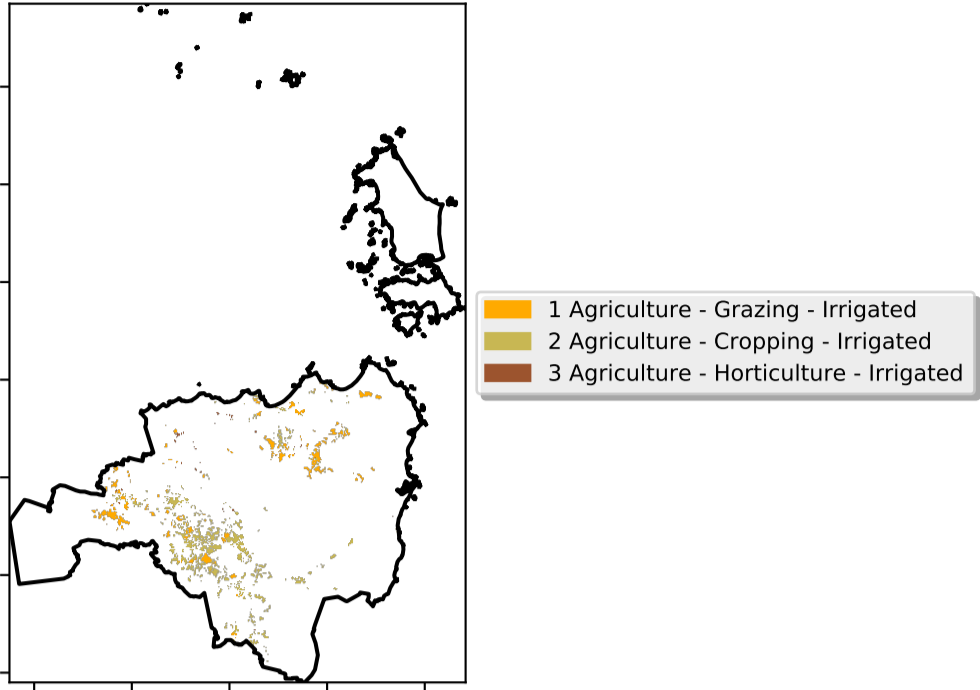 1 Agriculture - Grazing - Irrigated
2 Agriculture - Cropping - Irrigated
3 Agriculture - Horticulture - Irrigated